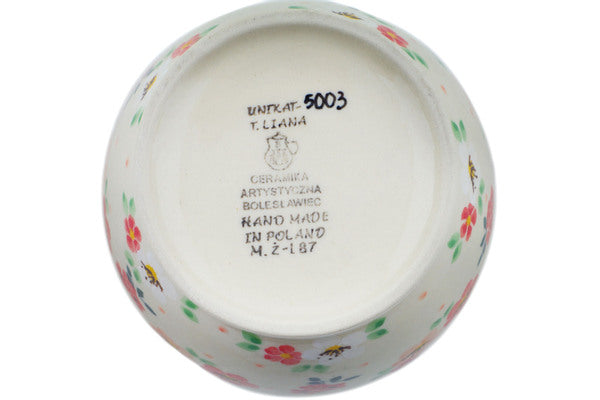 UNIKAT-5003
T. LIANA
CERAMIKA
ARTYSTYCZNA
BOLESŁAWIEC
HAND MADE
IN POLAND
M. Ż-187